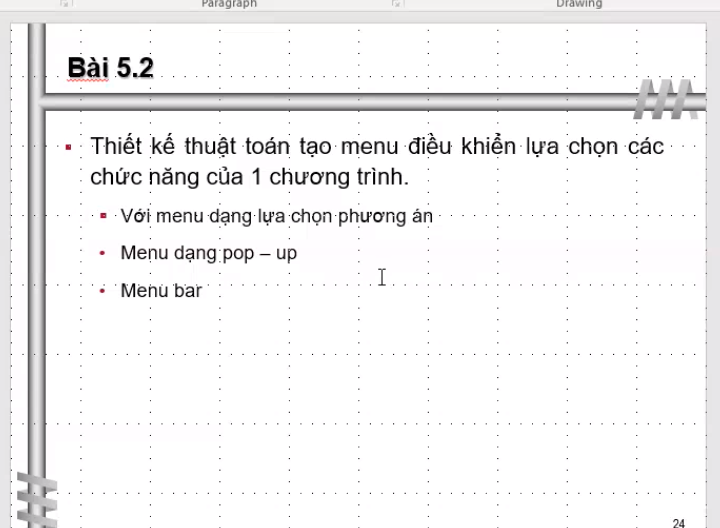 Paragraph
Drawing
Bài 5.2
Thiết kế thuật toán tạo menu điều khiển lựa chọn các
chức năng của 1 chương trình.
Với menu dạng lựa chọn phương án
Menu dạng pop – up
Menu bar
24